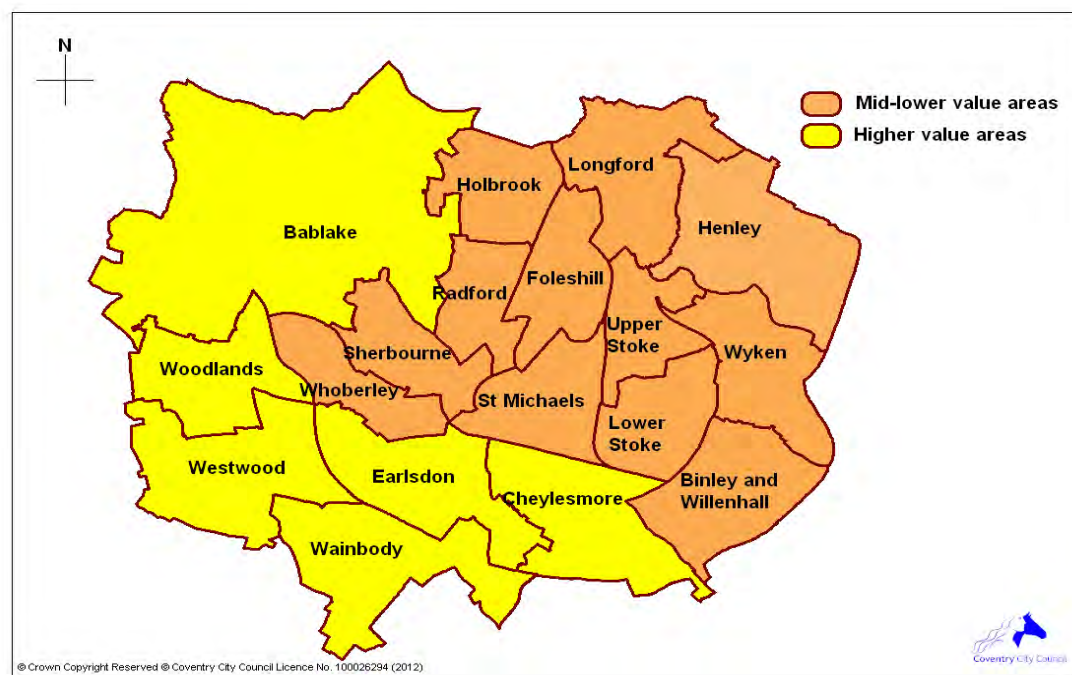 N
Mid-lower value areas
Higher value areas
Longford
Holbrook
Henley
Bablake
Foleshill
Radford
Upper
Stoke
Sherbourne
Wyken
Woodlands
Whoberley
St Michaels
Lower
Stoke
Westwood
Earlsdon
Binley and
Willenhall
Cheylesmore
Wainbody
Coventry City Council
© Crown Copyright Reserved © Coventry City Council Licence No. 100026294 (2012)